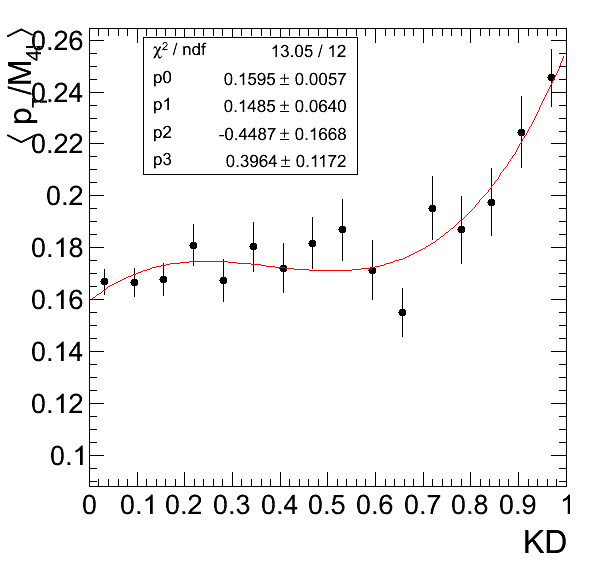 ⟨p_T/M_4l⟩
χ² / ndf 13.05 / 12
p0 0.1595 ± 0.0057
p1 0.1485 ± 0.0640
p2 -0.4487 ± 0.1668
p3 0.3964 ± 0.1172
0.26
0.24
0.22
0.2
0.18
0.16
0.14
0.12
0.1
0 0.1 0.2 0.3 0.4 0.5 0.6 0.7 0.8 0.9 1
KD